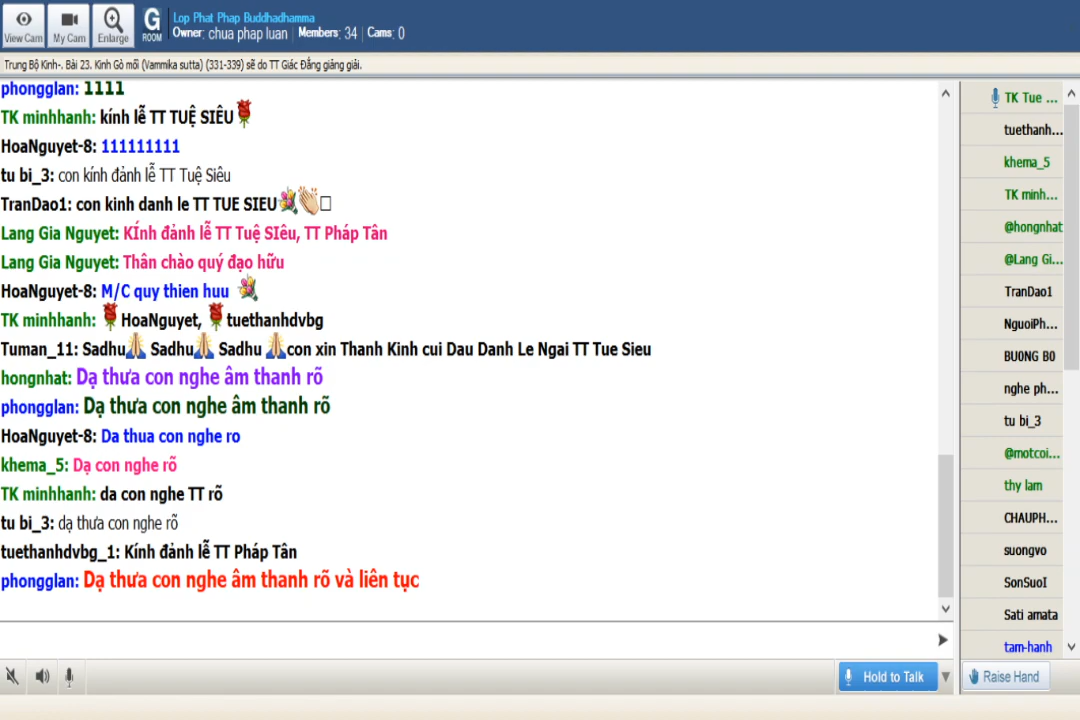 View Cam
My Cam
Enlarge
G
ROOM
Lop Phat Phap Buddhadhamma
Owner: chua phap luan | Members: 34 | Cams: 0
Trung Bộ Kinh-. Bài 23. Kinh Gò mối (Vammika sutta) (331-339) sẽ do TT Giác Đẳng giảng giải.
phongglan: 1111
TK minhhanh: kính lễ TT TUỆ SIÊU
HoaNguyet-8: 111111111
tu bi_3: con kính đảnh lễ TT Tuệ Siêu
TranDao1: con kinh danh le TT TUE SIEU
Lang Gia Nguyet: KÍnh đảnh lễ TT Tuệ SIêu, TT Pháp Tân
Lang Gia Nguyet: Thân chào quý đạo hữu
HoaNguyet-8: M/C quy thien huu
TK minhhanh: HoaNguyet, tuethanhdvbg
Tuman_11: Sadhu Sadhu Sadhu con xin Thanh Kinh cui Dau Danh Le Ngai TT Tue Sieu
hongnhat: Dạ thưa con nghe âm thanh rõ
phongglan: Dạ thưa con nghe âm thanh rõ
HoaNguyet-8: Da thua con nghe ro
khema_5: Dạ con nghe rõ
TK minhhanh: da con nghe TT rõ
tu bi_3: dạ thưa con nghe rõ
tuethanhdvbg_1: Kính đảnh lễ TT Pháp Tân
phongglan: Dạ thưa con nghe âm thanh rõ và liên tục
Hold to Talk
TK Tue ...
tuethanh...
khema_5
TK minh...
@hongnhat
@Lang Gi...
TranDao1
NguoiPh...
BU0NG B0
nghe ph...
tu bi_3
@motcoi...
thy lam
CHAUPH...
suongvo
SonSuoI
Sati amata
tam-hanh
Raise Hand